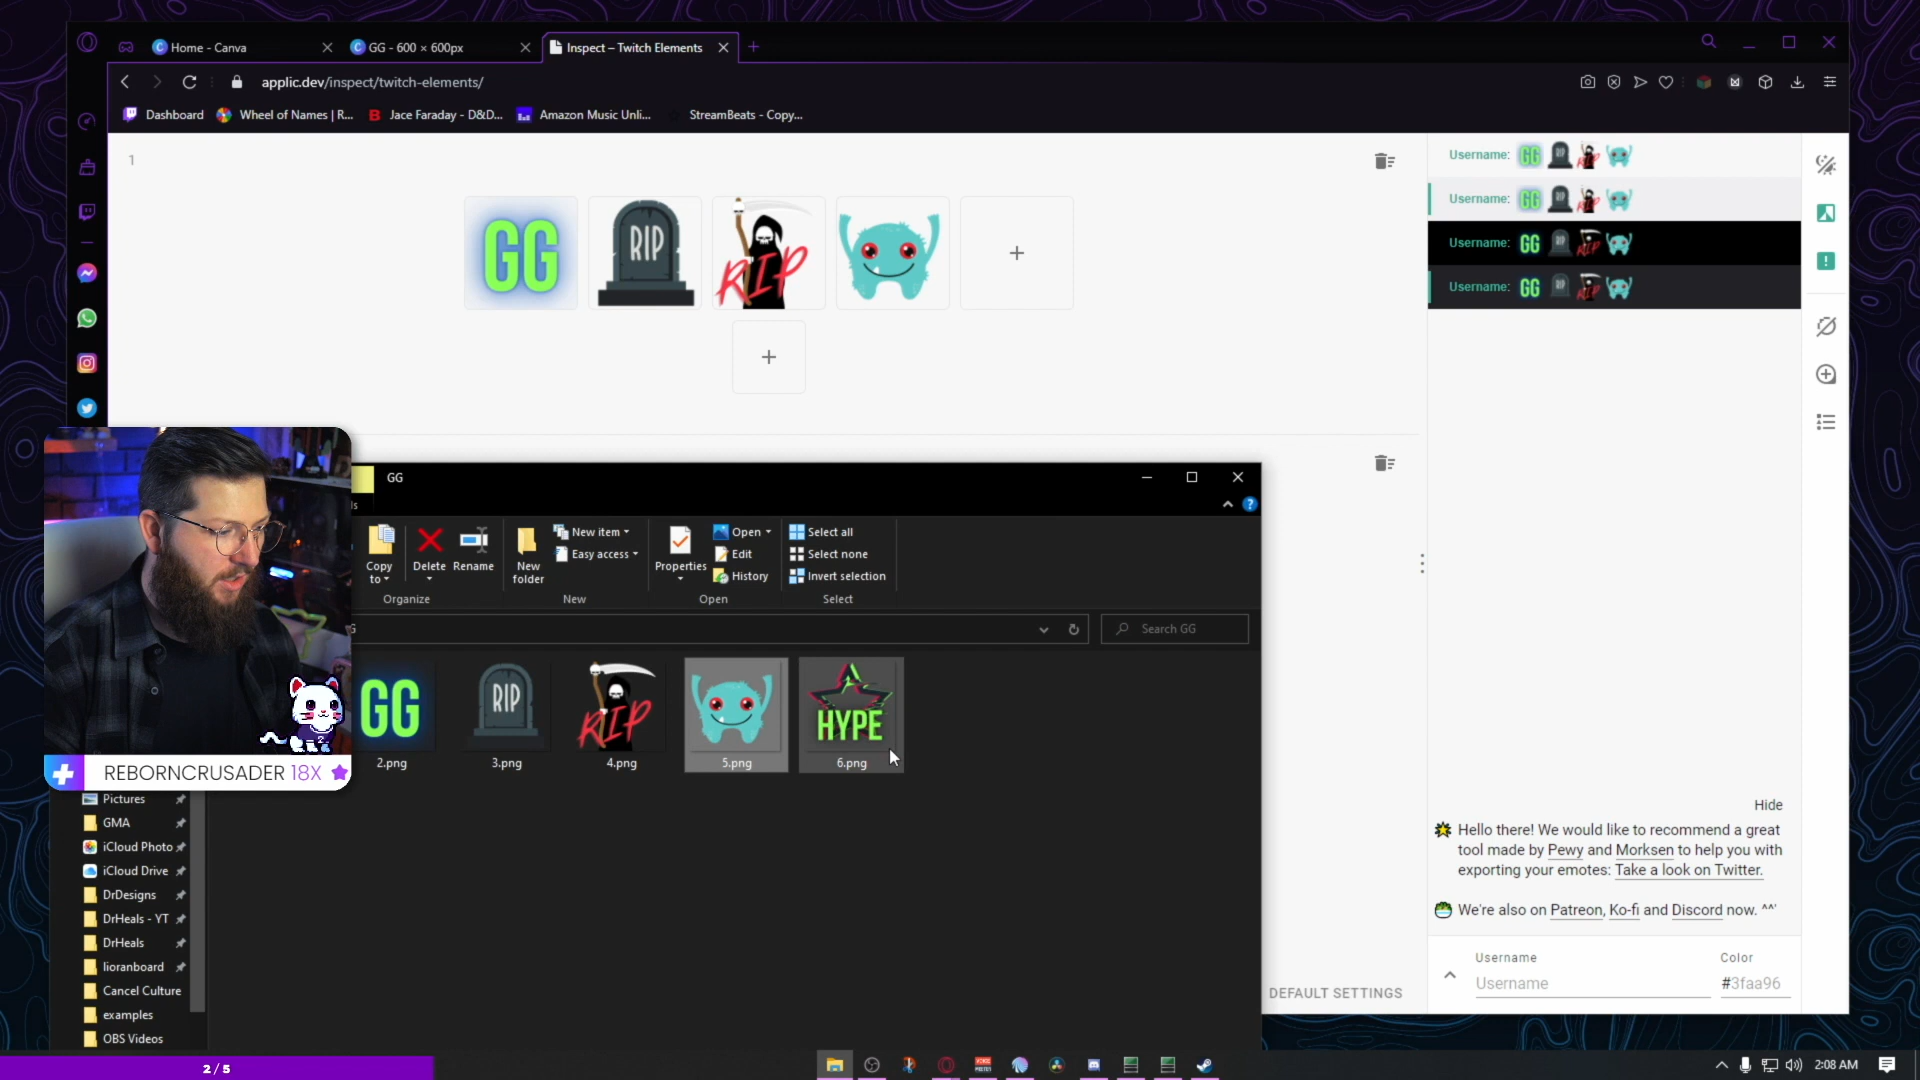 Home - Canva
GG - 600 × 600px
Inspect – Twitch Elements
applic.dev/inspect/twitch-elements/
Dashboard
Wheel of Names | R...
Jace Faraday - D&D...
Amazon Music Unli...
StreamBeats - Copy...
1
GG
RIP
RIP
Username:
Username:
Username:
Username:
GG
Copy to
Delete
Rename
New folder
New item
Easy access
Properties
Open
Edit
History
Select all
Select none
Invert selection
Organize
New
Open
Select
Search GG
GG
RIP
RIP
HYPE
2.png
3.png
4.png
5.png
6.png
REBORNCRUSADER 18X
Pictures
GMA
iCloud Photo
iCloud Drive
DrDesigns
DrHeals - YT
DrHeals
lioranboard
Cancel Culture
examples
OBS Videos
Hide
Hello there! We would like to recommend a great
tool made by Pewy and Morksen to help you with
exporting your emotes: Take a look on Twitter.
We're also on Patreon, Ko-fi and Discord now. ^^'
Username
Color
Username
#3faa96
DEFAULT SETTINGS
2 / 5
2:08 AM